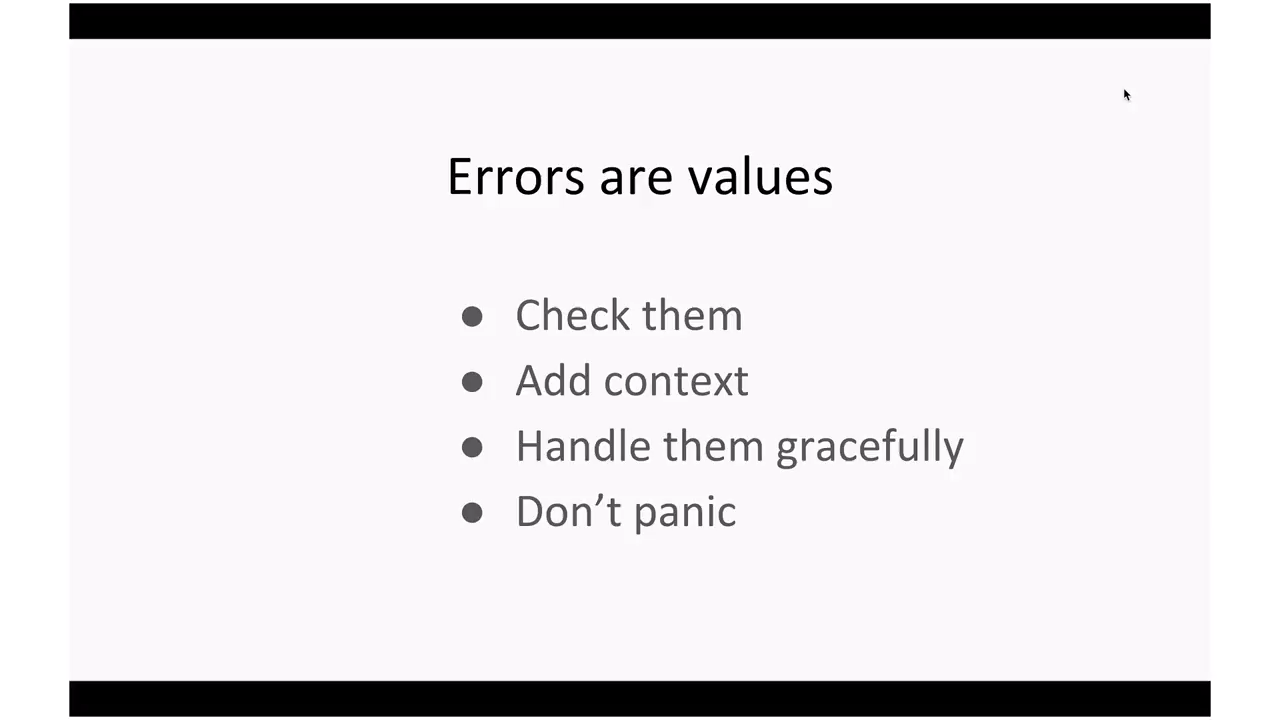 Errors are values
● Check them
● Add context
● Handle them gracefully
● Don’t panic